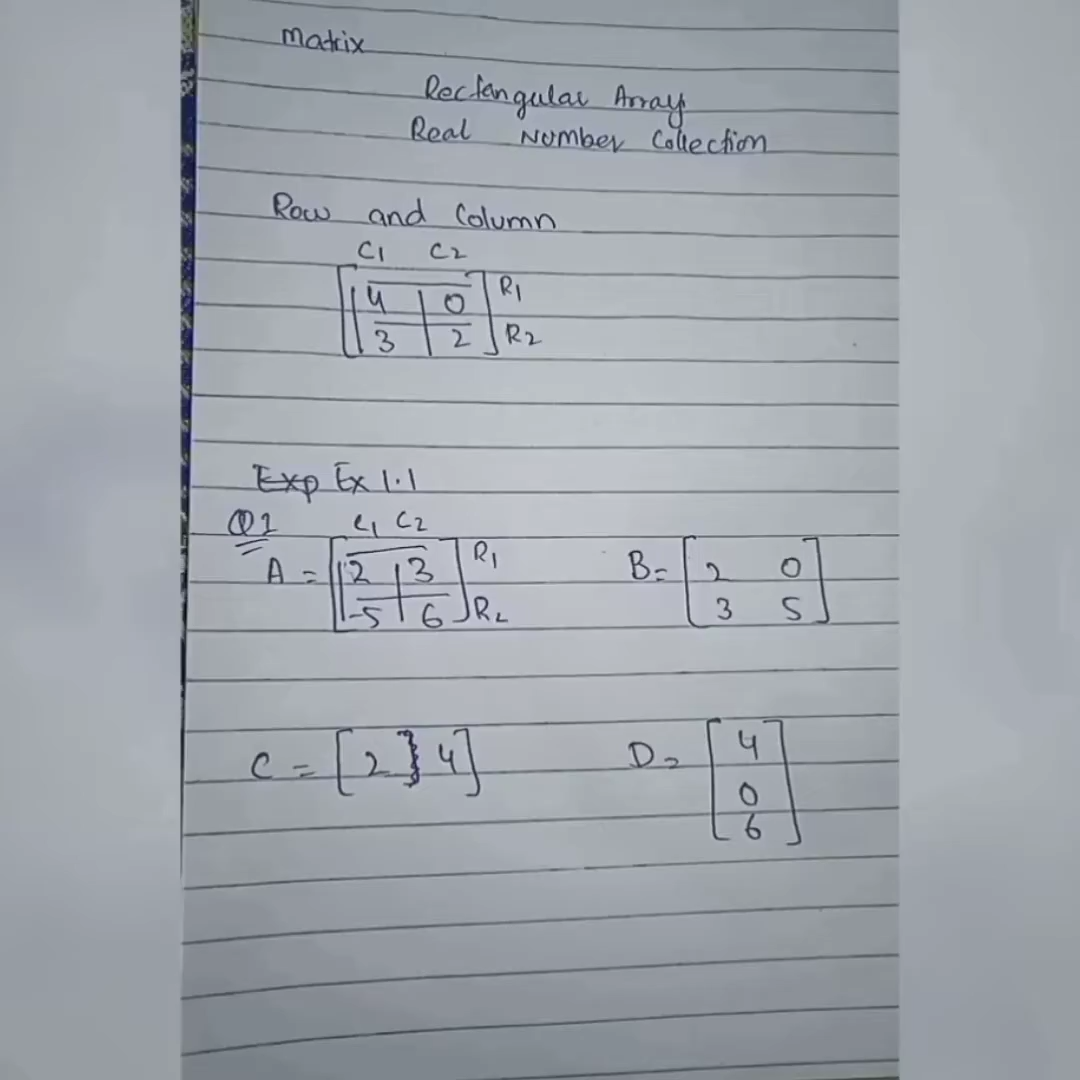 Matrix
Rectangular Array
Real Number Collection
Row and Column
C1 C2
4 0 R1
3 2 R2
Exp Ex 1.1
Q1 C1 C2
A = [2 3 R1 B= [2 0
-5 6] R2 3 5]
C = [2 4] D= [4
0
6]